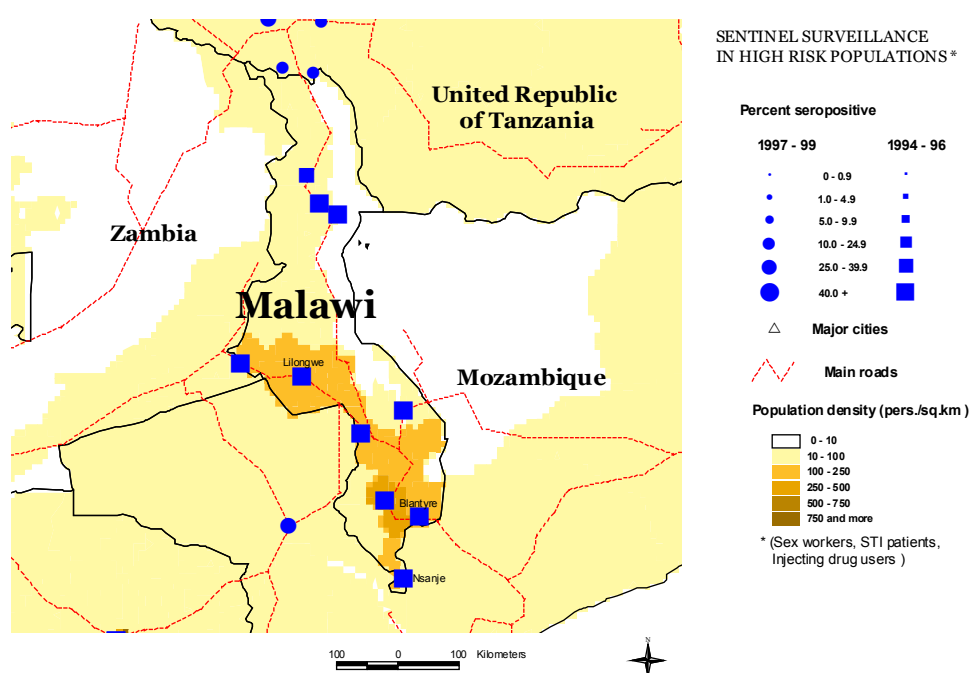 SENTINEL SURVEILLANCE
IN HIGH RISK POPULATIONS *
United Republic
of Tanzania
Zambia
Malawi
Lilongwe
Mozambique
Blantyre
Nsanje
Percent seropositive
1997 - 99 1994 - 96
0 - 0.9
1.0 - 4.9
5.0 - 9.9
10.0 - 24.9
25.0 - 39.9
40.0 +
Major cities
Main roads
Population density (pers./sq.km)
0 - 10
10 - 100
100 - 250
250 - 500
500 - 750
750 and more
* (Sex workers, STI patients,
Injecting drug users )
100 0 100 Kilometers
N